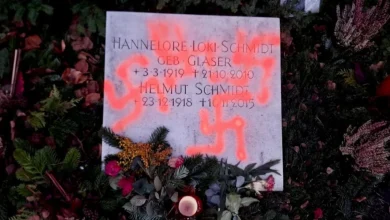 HANNELORE LOKI SCHMIDT
GEB·GLASER
+3·3·1919 +21·10·2010
HELMUT SCHMIDT
+23·12·1918 +10·11·2015